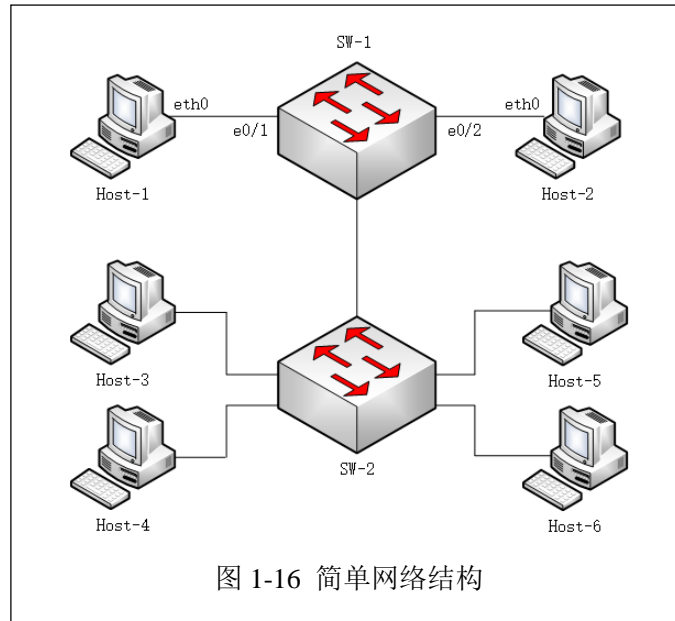 SW-1
eth0
eth0
e0/1
e0/2
Host-1
Host-2
Host-3
Host-5
SW-2
Host-4
Host-6
图 1-16 简单网络结构